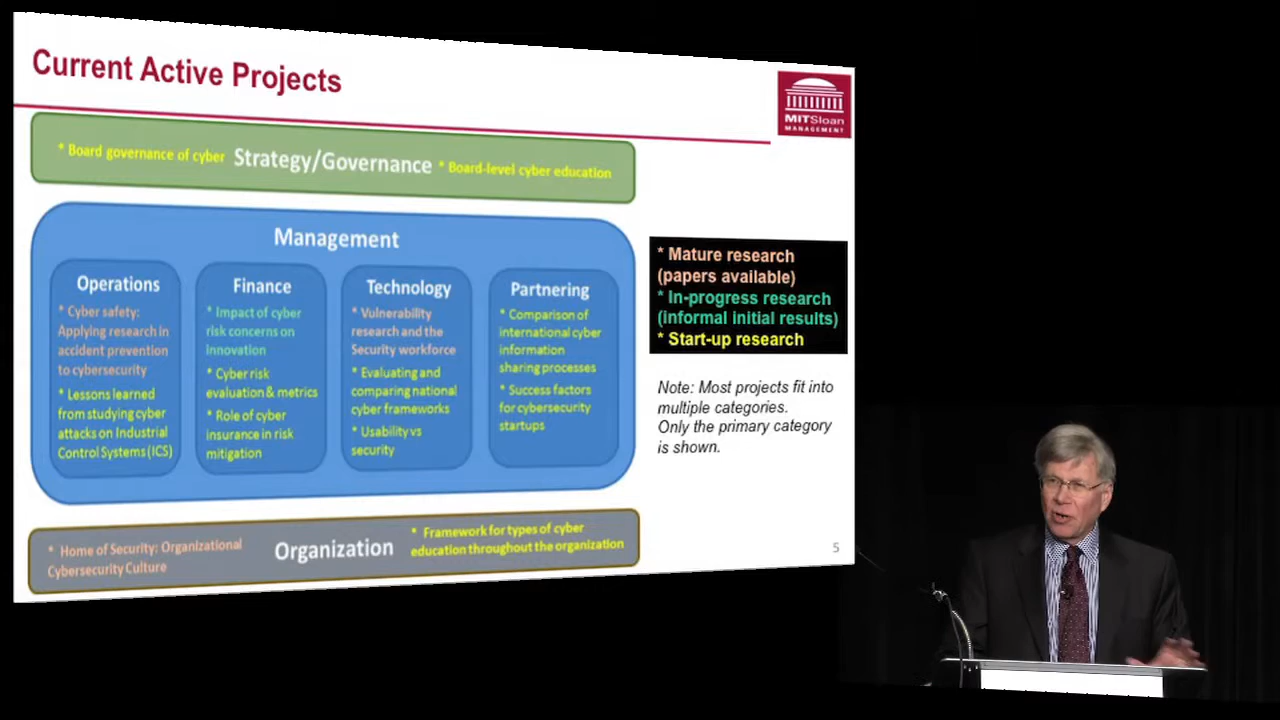 Current Active Projects
MITSloan
MANAGEMENT
* Board governance of cyber Strategy/Governance * Board-level cyber education
Management
Operations
* Cyber safety:
Applying research in
accident prevention
to cybersecurity
* Lessons learned
from studying cyber
attacks on Industrial
Control Systems (ICS)
Finance
* Impact of cyber
risk concerns on
innovation
* Cyber risk
evaluation & metrics
* Role of cyber
insurance in risk
mitigation
Technology
* Vulnerability
research and the
Security workforce
* Evaluating and
comparing national
cyber frameworks
* Usability vs
security
Partnering
* Comparison of
international cyber
information
sharing processes
* Success factors
for cybersecurity
startups
* Mature research
(papers available)
* In-progress research
(informal initial results)
* Start-up research
Note: Most projects fit into
multiple categories.
Only the primary category
is shown.
* Home of Security: Organizational
Cybersecurity Culture
Organization
* Framework for types of cyber
education throughout the organization
5